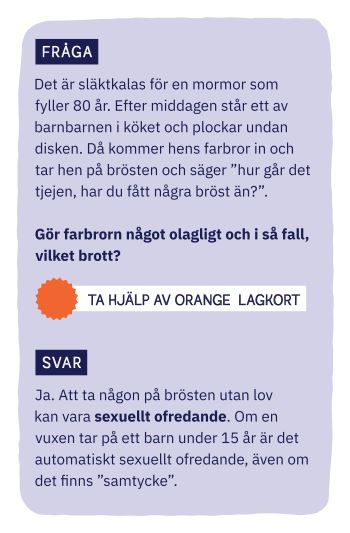 FRÅGA
Det är släktkalas för en mormor som
fyller 80 år. Efter middagen står ett av
barnbarnen i köket och plockar undan
disken. Då kommer hens farbror in och
tar hen på brösten och säger ”hur går det
tjejen, har du fått några bröst än?”.
Gör farbrorn något olagligt och i så fall,
vilket brott?
TA HJÄLP AV ORANGE LAGKORT
SVAR
Ja. Att ta någon på brösten utan lov
kan vara sexuellt ofredande. Om en
vuxen tar på ett barn under 15 år är det
automatiskt sexuellt ofredande, även om
det finns ”samtycke”.